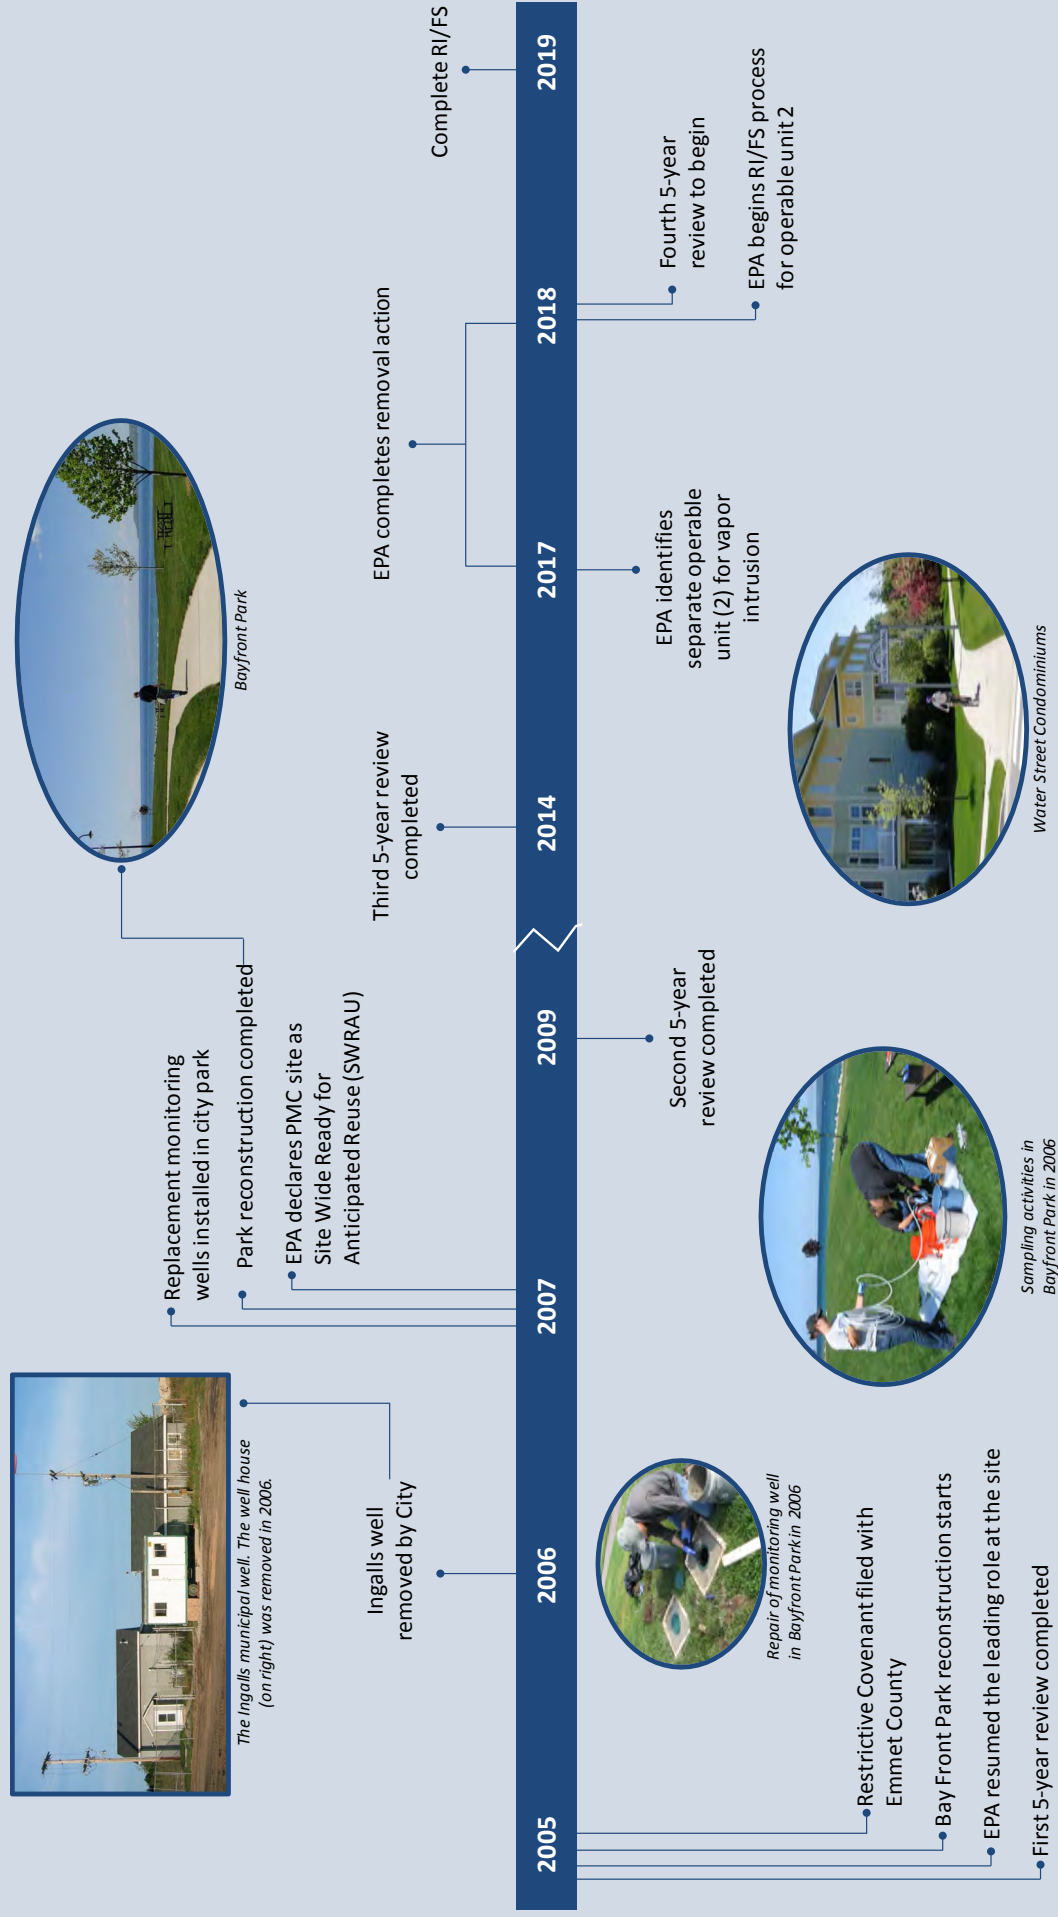 The Ingalls municipal well. The well house
(on right) was removed in 2006.
Ingalls well
removed by City
Replacement monitoring
wells installed in city park
Park reconstruction completed
EPA declares PMC site as
Site Wide Ready for
Anticipated Reuse (SWRAU)
Bayfront Park
Third 5-year review
completed
EPA completes removal action
Complete RI/FS
2005
2006
2007
2009
2014
2017
2018
2019
First 5-year review completed
EPA resumed the leading role at the site
Bay Front Park reconstruction starts
Restrictive Covenant filed with
Emmet County
Repair of monitoring well
in Bayfront Park in 2006
Sampling activities in
Bayfront Park in 2006
Second 5-year
review completed
Water Street Condominiums
EPA identifies
separate operable
unit (2) for vapor
intrusion
Fourth 5-year
review to begin
EPA begins RI/FS process
for operable unit 2